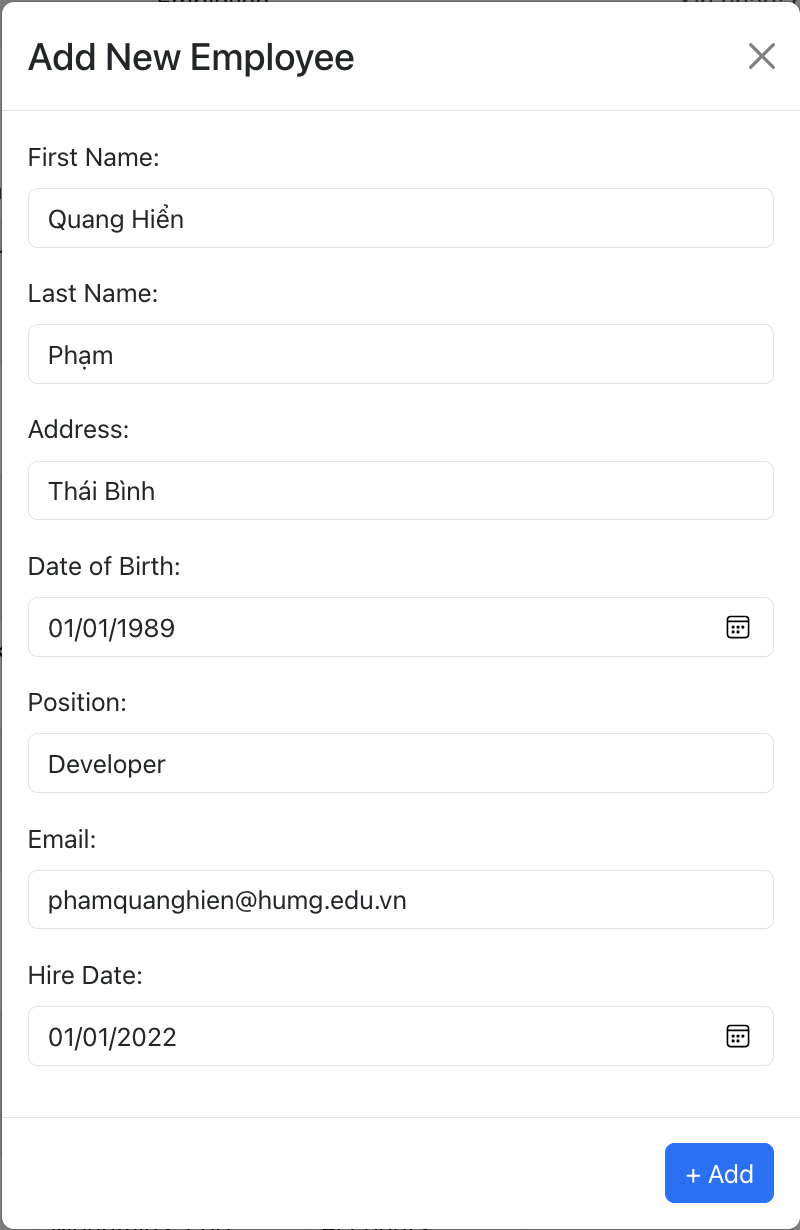 Add New Employee
First Name:
Quang Hiển
Last Name:
Phạm
Address:
Thái Bình
Date of Birth:
01/01/1989
Position:
Developer
Email:
phamquanghien@humg.edu.vn
Hire Date:
01/01/2022
+ Add